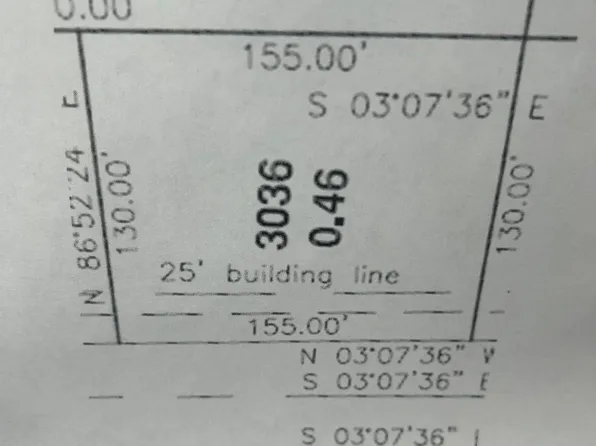 0.00
155.00'
S 03°07'36" E
N 86°52'24 E
130.00'
3036
0.46
130.00'
25' building line
155.00'
N 03°07'36" W
S 03°07'36" E
S 03°07'36"